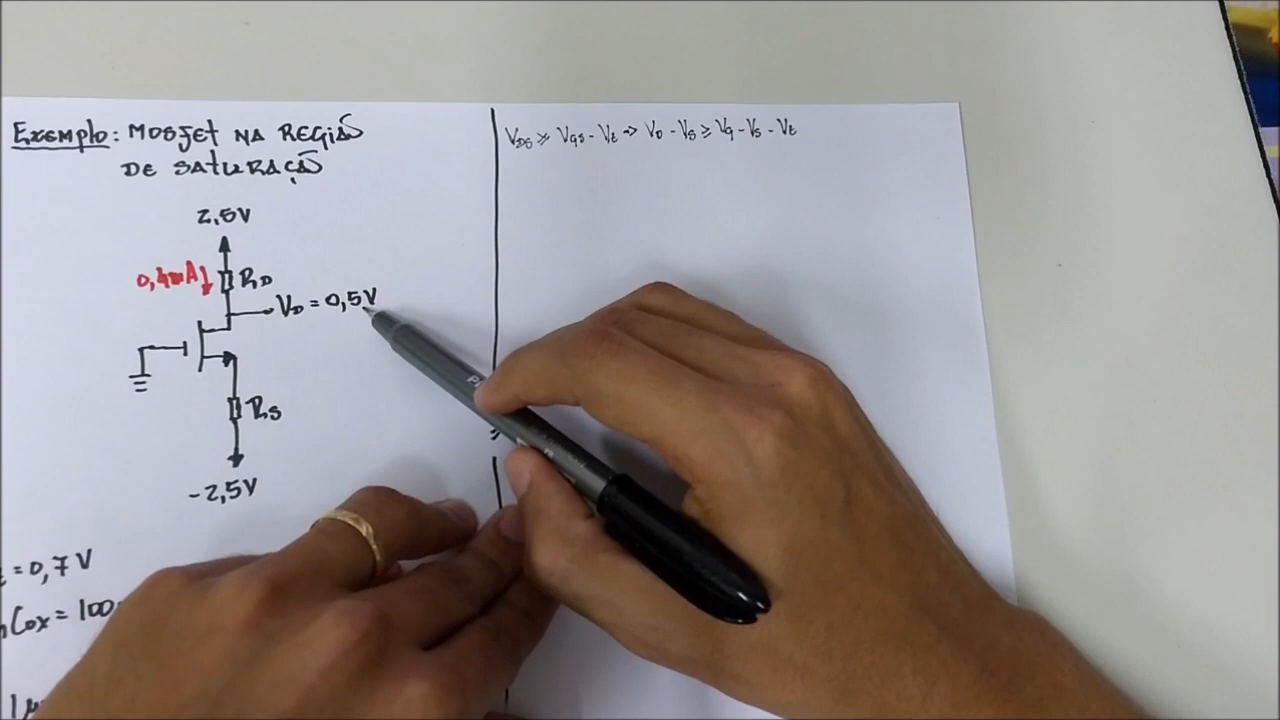 Exemplo: MOSfet NA REGIÃO
DE SATURAÇÃO
2,5V
0,4mA
RD
VD = 0,5V
RS
-2,5V
= 0,7 V
Cox = 100
VDS ≥ VGS - Vt → VD - VS ≥ VG - VS - Vt